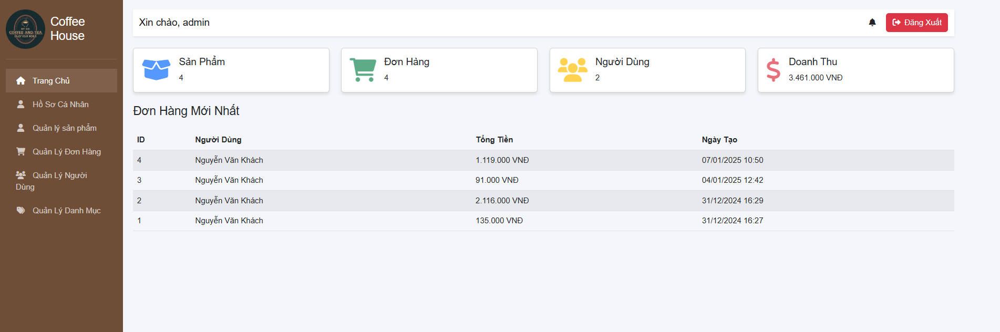 COFFEE AND TEA
Coffee
House
Trang Chủ
Hồ Sơ Cá Nhân
Quản lý sản phẩm
Quản Lý Đơn Hàng
Quản Lý Người
Dùng
Quản Lý Danh Mục
Xin chào, admin
Đăng Xuất
Sản Phẩm
4
Đơn Hàng
4
Người Dùng
2
Doanh Thu
3.461.000 VNĐ
Đơn Hàng Mới Nhất
ID Người Dùng Tổng Tiền Ngày Tạo
4 Nguyễn Văn Khách 1.119.000 VNĐ 07/01/2025 10:50
3 Nguyễn Văn Khách 91.000 VNĐ 04/01/2025 12:42
2 Nguyễn Văn Khách 2.116.000 VNĐ 31/12/2024 16:29
1 Nguyễn Văn Khách 135.000 VNĐ 31/12/2024 16:27